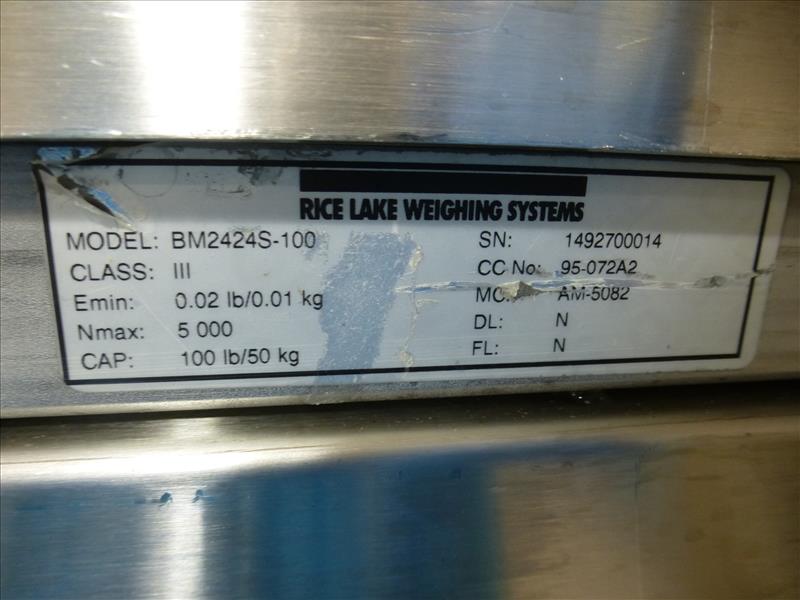 RICE LAKE WEIGHING SYSTEMS
MODEL: BM2424S-100
CLASS: III
Emin: 0.02 lb/0.01 kg
Nmax: 5 000
CAP: 100 lb/50 kg
SN: 1492700014
CC No: 95-072A2
AM-5082
DL: N
FL: N